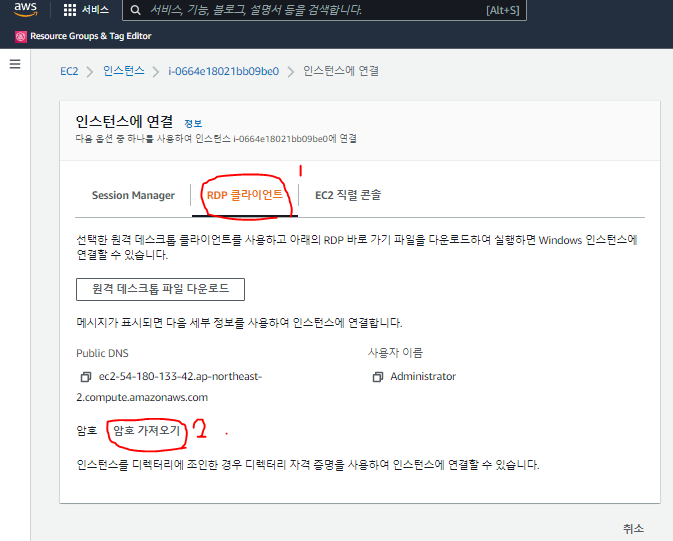 aws
서비스
서비스, 기능, 블로그, 설명서 등을 검색합니다.
[Alt+S]
Resource Groups & Tag Editor
EC2 > 인스턴스 > i-0664e18021bb09be0 > 인스턴스에 연결
인스턴스에 연결 정보
다음 옵션 중 하나를 사용하여 인스턴스 i-0664e18021bb09be0에 연결
1
Session Manager
RDP 클라이언트
EC2 직렬 콘솔
선택한 원격 데스크톱 클라이언트를 사용하고 아래의 RDP 바로 가기 파일을 다운로드하여 실행하면 Windows 인스턴스에
연결할 수 있습니다.
원격 데스크톱 파일 다운로드
메시지가 표시되면 다음 세부 정보를 사용하여 인스턴스에 연결합니다.
Public DNS
ec2-54-180-133-42.ap-northeast-
2.compute.amazonaws.com
사용자 이름
Administrator
암호 암호 가져오기 2 .
인스턴스를 디렉터리에 조인한 경우 디렉터리 자격 증명을 사용하여 인스턴스에 연결할 수 있습니다.
취소